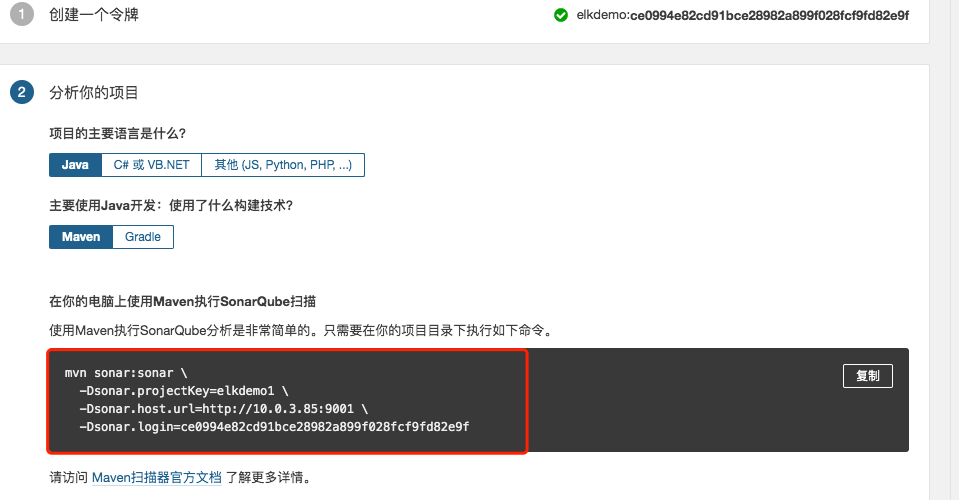 1 创建一个令牌 elkdemo:ce0994e82cd91bce28982a899f028fcf9fd82e9f
2 分析你的项目
项目的主要语言是什么？
Java C# 或 VB.NET 其他 (JS, Python, PHP, ...)
主要使用Java开发：使用了什么构建技术？
Maven Gradle
在你的电脑上使用Maven执行SonarQube扫描
使用Maven执行SonarQube分析是非常简单的。只需要在你的项目目录下执行如下命令。
mvn sonar:sonar \
复制
-Dsonar.projectKey=elkdemo1 \
-Dsonar.host.url=http://10.0.3.85:9001 \
-Dsonar.login=ce0994e82cd91bce28982a899f028fcf9fd82e9f
请访问 Maven扫描器官方文档 了解更多详情。